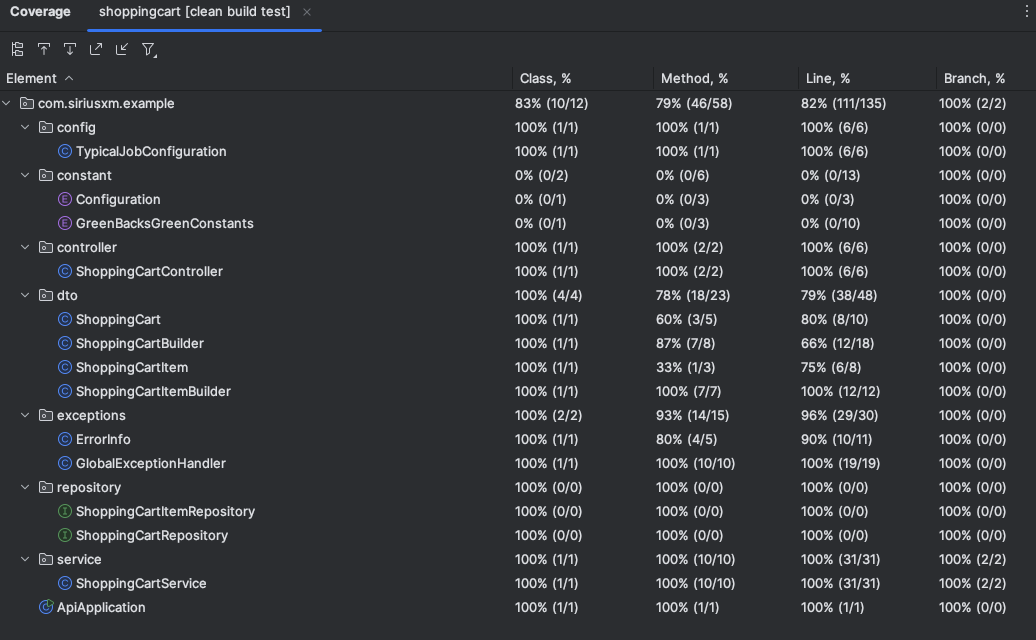 Coverage shoppingcart [clean build test] ×
Element Class, % Method, % Line, % Branch, %
com.siriusxm.example 83% (10/12) 79% (46/58) 82% (111/135) 100% (2/2)
config 100% (1/1) 100% (1/1) 100% (6/6) 100% (0/0)
C TypicalJobConfiguration 100% (1/1) 100% (1/1) 100% (6/6) 100% (0/0)
constant 0% (0/2) 0% (0/6) 0% (0/13) 100% (0/0)
E Configuration 0% (0/1) 0% (0/3) 0% (0/3) 100% (0/0)
E GreenBacksGreenConstants 0% (0/1) 0% (0/3) 0% (0/10) 100% (0/0)
controller 100% (1/1) 100% (2/2) 100% (6/6) 100% (0/0)
C ShoppingCartController 100% (1/1) 100% (2/2) 100% (6/6) 100% (0/0)
dto 100% (4/4) 78% (18/23) 79% (38/48) 100% (0/0)
C ShoppingCart 100% (1/1) 60% (3/5) 80% (8/10) 100% (0/0)
C ShoppingCartBuilder 100% (1/1) 87% (7/8) 66% (12/18) 100% (0/0)
C ShoppingCartItem 100% (1/1) 33% (1/3) 75% (6/8) 100% (0/0)
C ShoppingCartItemBuilder 100% (1/1) 100% (7/7) 100% (12/12) 100% (0/0)
exceptions 100% (2/2) 93% (14/15) 96% (29/30) 100% (0/0)
C ErrorInfo 100% (1/1) 80% (4/5) 90% (10/11) 100% (0/0)
C GlobalExceptionHandler 100% (1/1) 100% (10/10) 100% (19/19) 100% (0/0)
repository 100% (0/0) 100% (0/0) 100% (0/0) 100% (0/0)
I ShoppingCartItemRepository 100% (0/0) 100% (0/0) 100% (0/0) 100% (0/0)
I ShoppingCartRepository 100% (0/0) 100% (0/0) 100% (0/0) 100% (0/0)
service 100% (1/1) 100% (10/10) 100% (31/31) 100% (2/2)
C ShoppingCartService 100% (1/1) 100% (10/10) 100% (31/31) 100% (2/2)
C ApiApplication 100% (1/1) 100% (1/1) 100% (1/1) 100% (0/0)